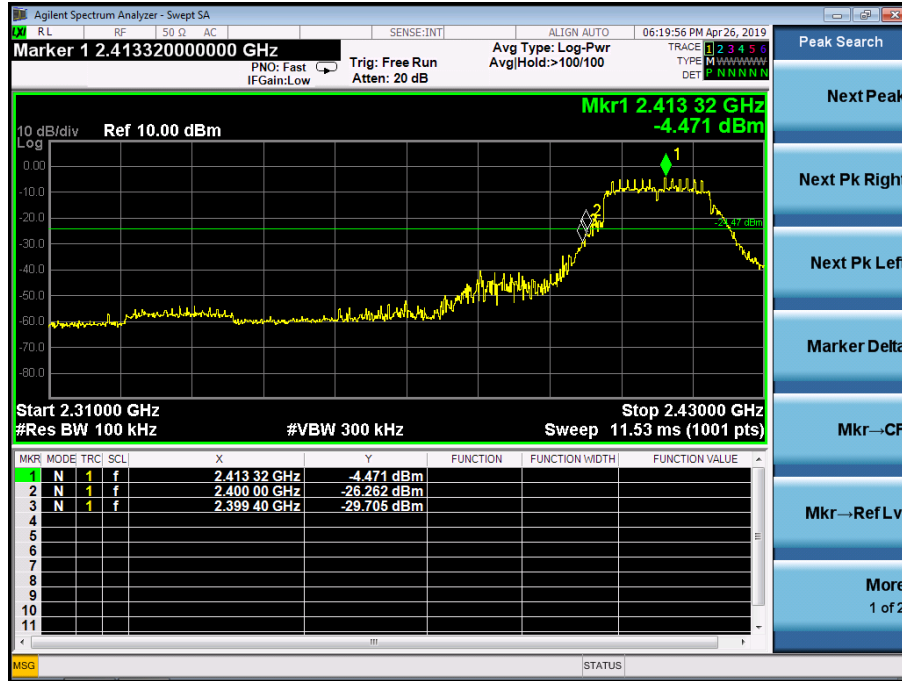 Agilent Spectrum Analyzer - Swept SA
LXI RL RF 50 Ω AC SENSE:INT ALIGN AUTO 06:19:56 PM Apr 26, 2019
Marker 1 2.413320000000 GHz
PNO: Fast
IFGain:Low
Trig: Free Run
Atten: 20 dB
Avg Type: Log-Pwr
Avg|Hold:>100/100
TRACE 1 2 3 4 5 6
TYPE M W W W W W
DET P N N N N N
Peak Search
Mkr1 2.413 32 GHz
-4.471 dBm
10 dB/div Ref 10.00 dBm
Log
1
0.00
-10.0
2
-20.0
-24.47 dBm
-30.0
-40.0
-50.0
-60.0
-70.0
-80.0
Start 2.31000 GHz Stop 2.43000 GHz
#Res BW 100 kHz #VBW 300 kHz Sweep 11.53 ms (1001 pts)
MKR MODE TRC SCL X Y FUNCTION FUNCTION WIDTH FUNCTION VALUE
1 N 1 f 2.413 32 GHz -4.471 dBm
2 N 1 f 2.400 00 GHz -26.262 dBm
3 N 1 f 2.399 40 GHz -29.705 dBm
4
5
6
7
8
9
10
11
MSG STATUS
Next Peak
Next Pk Right
Next Pk Left
Marker Delta
Mkr→CF
Mkr→Ref Lv
More
1 of 2